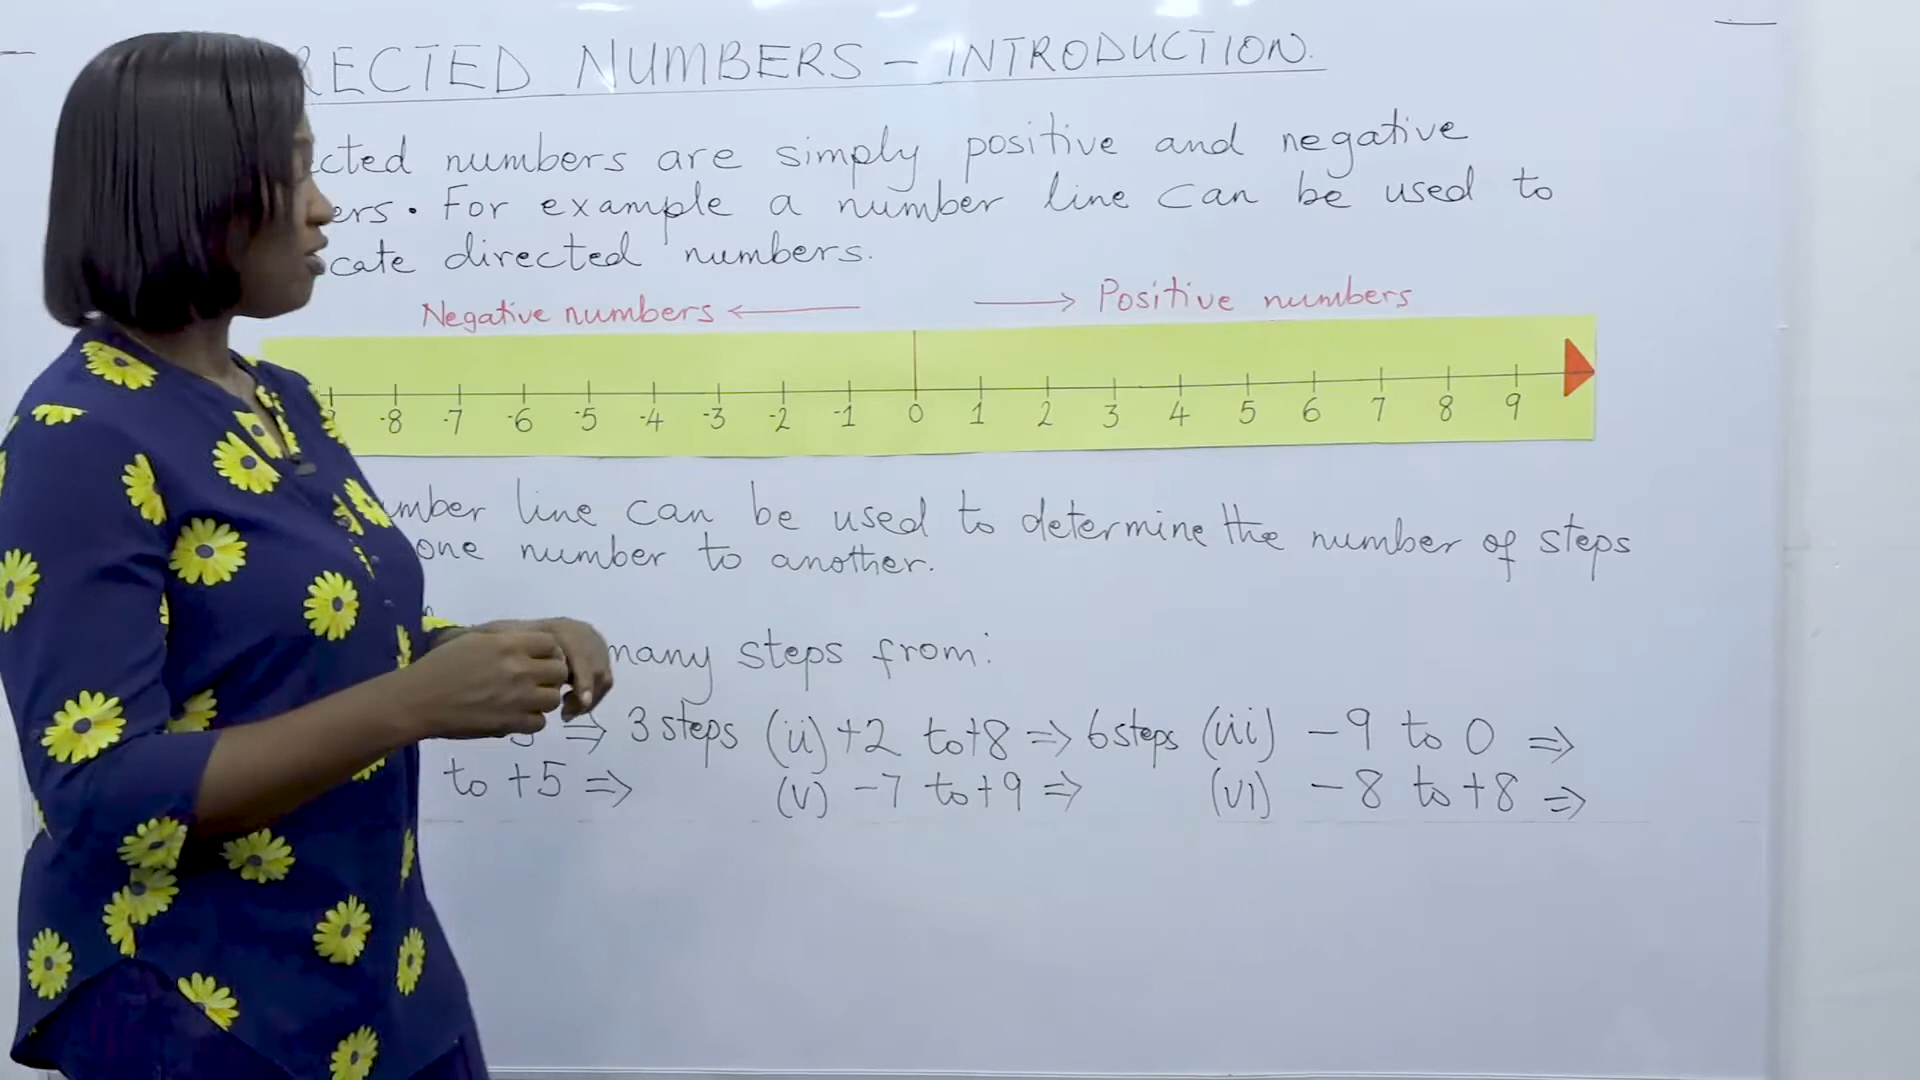 RECTED NUMBERS - INTRODUCTION.
cted numbers are simply positive and negative
ers. For example a number line can be used to
cate directed numbers.
Negative numbers ← → Positive numbers
-8 -7 -6 -5 -4 -3 -2 -1 0 1 2 3 4 5 6 7 8 9
umber line can be used to determine the number of steps
one number to another.
many steps from:
⇒ 3 steps (ii) +2 to +8 ⇒ 6 steps (iii) -9 to 0 ⇒
to +5 ⇒ (v) -7 to +9 ⇒ (vi) -8 to +8 ⇒